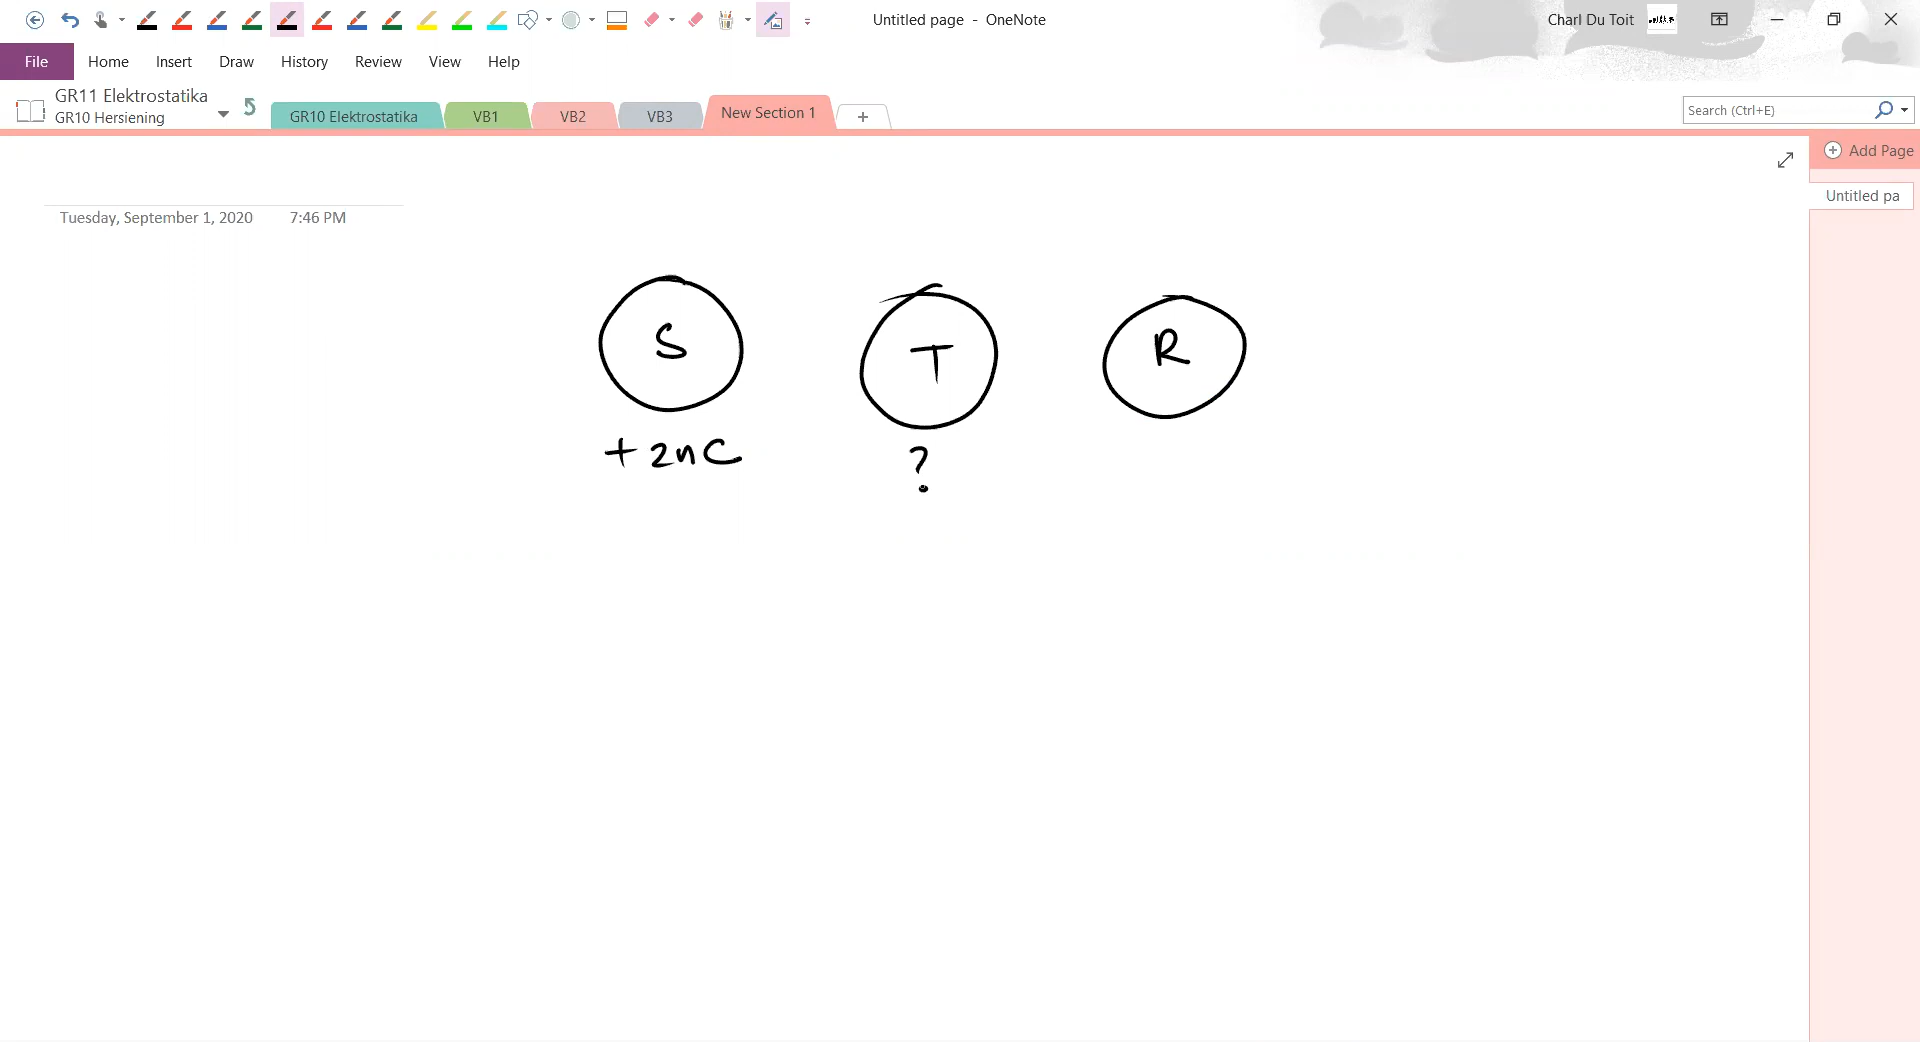 Untitled page - OneNote
Charl Du Toit
File Home Insert Draw History Review View Help
GR11 Elektrostatika
GR10 Hersiening
GR10 Elektrostatika VB1 VB2 VB3 New Section 1 +
Search (Ctrl+E)
Add Page
Untitled pa
Tuesday, September 1, 2020 7:46 PM
S T R
+2nC ?